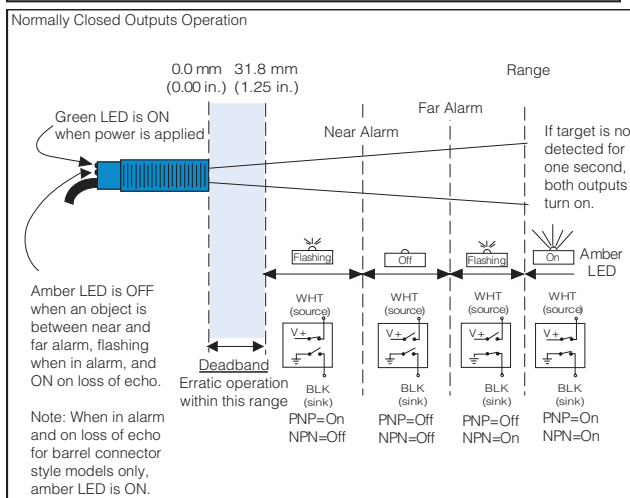 Normally Closed Outputs Operation
0.0 mm 31.8 mm
(0.00 in.) (1.25 in.)
Range
Far Alarm
Near Alarm
Green LED is ON
when power is applied
If target is no
detected for
one second,
both outputs
turn on.
Flashing
Off
Flashing
On
Amber
LED
Amber LED is OFF
when an object is
between near and
far alarm, flashing
when in alarm, and
ON on loss of echo.
Note: When in alarm
and on loss of echo
for barrel connector
style models only,
amber LED is ON.
Deadband
Erratic operation
within this range
WHT
(source)
V+
BLK
(sink)
PNP=On
NPN=Off
WHT
(source)
V+
BLK
(sink)
PNP=Off
NPN=Off
WHT
(source)
V+
BLK
(sink)
PNP=Off
NPN=On
WHT
(source)
V+
BLK
(sink)
PNP=On
NPN=On